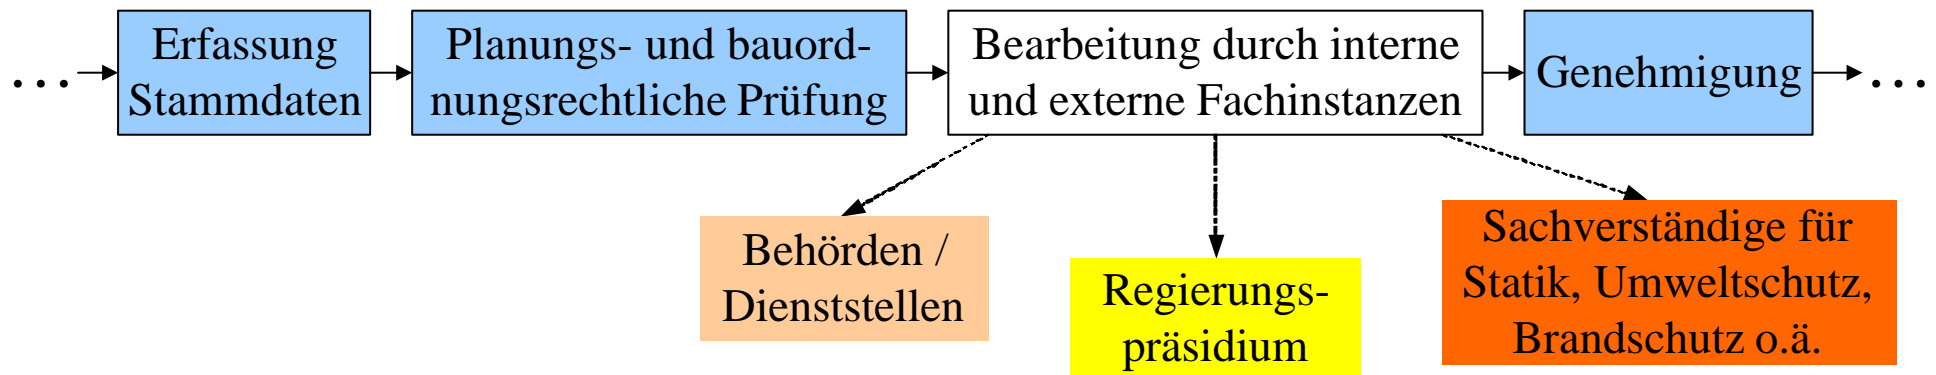 ...
Erfassung
Stammdaten
Planungs- und bauord-
nungsrechtliche Prüfung
Bearbeitung durch interne
und externe Fachinstanzen
Genehmigung
...
Behörden /
Dienststellen
Regierungs-
präsidium
Sachverständige für
Statik, Umweltschutz,
Brandschutz o.ä.